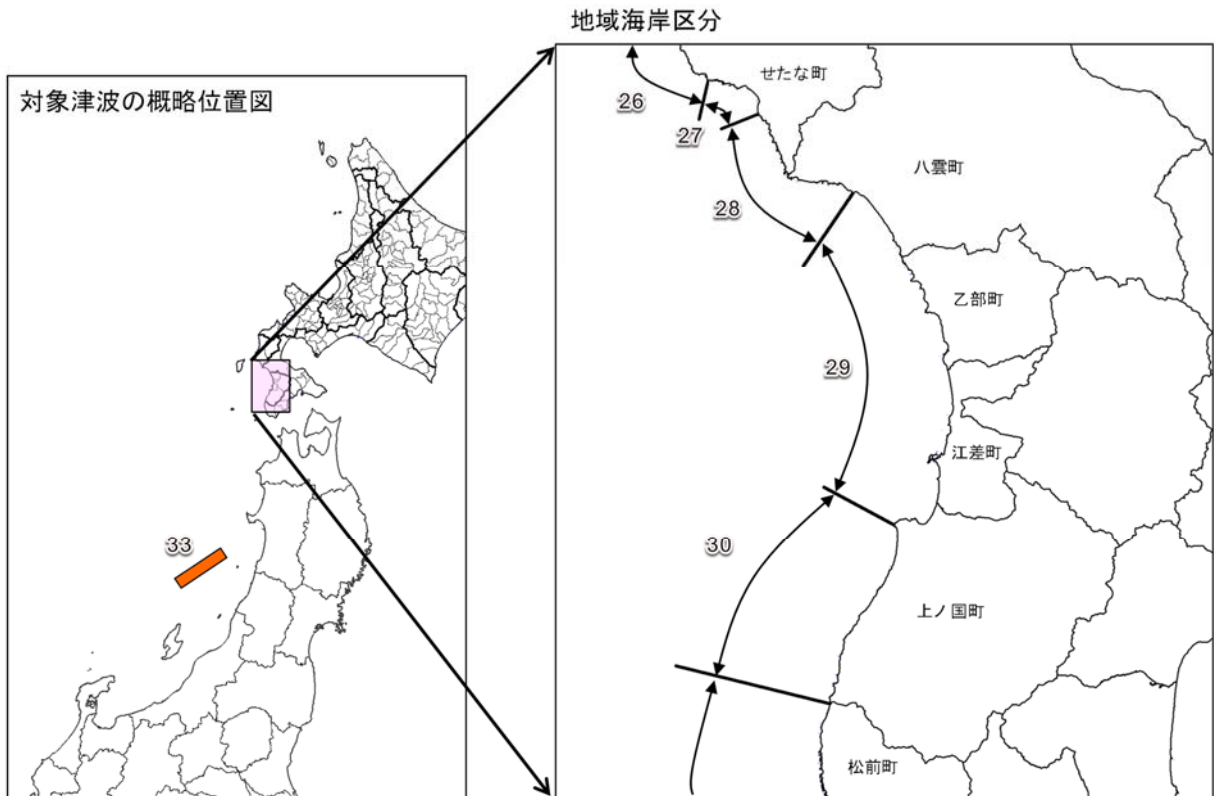 地域海岸区分
対象津波の概略位置図
33
26
27
28
29
30
せたな町
八雲町
乙部町
江差町
上ノ国町
松前町